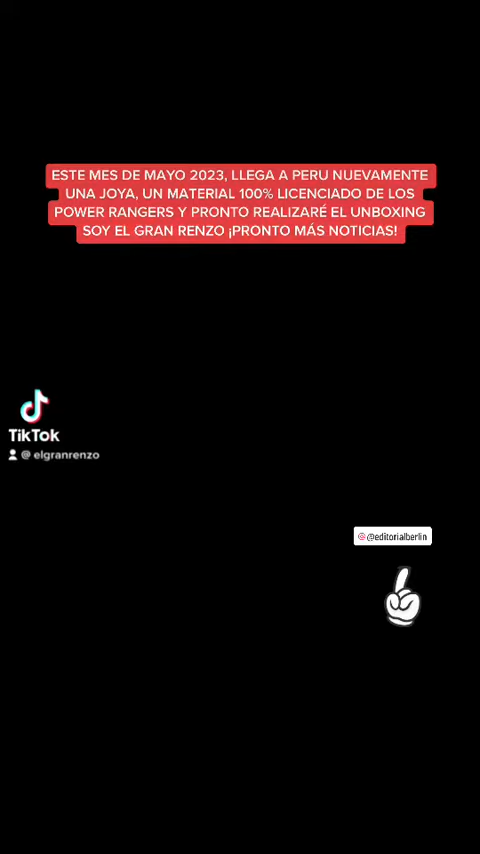 ESTE MES DE MAYO 2023, LLEGA A PERU NUEVAMENTE
UNA JOYA, UN MATERIAL 100% LICENCIADO DE LOS
POWER RANGERS Y PRONTO REALIZARÉ EL UNBOXING
SOY EL GRAN RENZO ¡PRONTO MÁS NOTICIAS!
TikTok
@ elgranrenzo
@editorialberlin